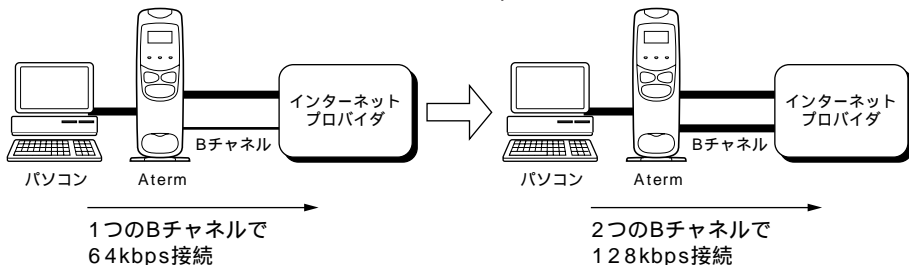 インターネット
プロバイダ
Bチャネル
パソコン
Aterm
1つのBチャネルで
64kbps接続
インターネット
プロバイダ
Bチャネル
パソコン
Aterm
2つのBチャネルで
128kbps接続